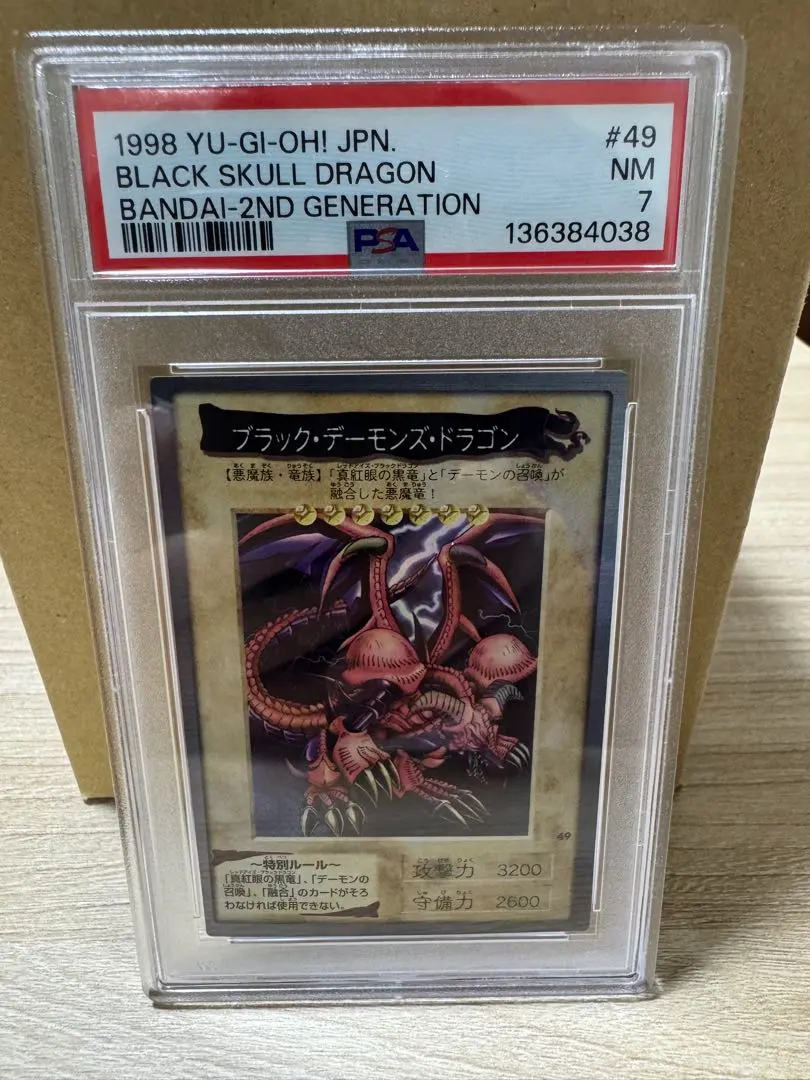 1998 YU-GI-OH! JPN. #49
BLACK SKULL DRAGON NM
BANDAI-2ND GENERATION 7
PSA 136384038
ブラック・デーモンズ・ドラゴン
【悪魔族・竜族】「真紅眼の黒竜」と「デーモンの召喚」が
融合した悪魔竜!
49
〜特別ルール〜
「真紅眼の黒竜」、「デーモンの
召喚」、「融合」のカードがそろ
わなければ使用できない。
攻撃力 3200
守備力 2600